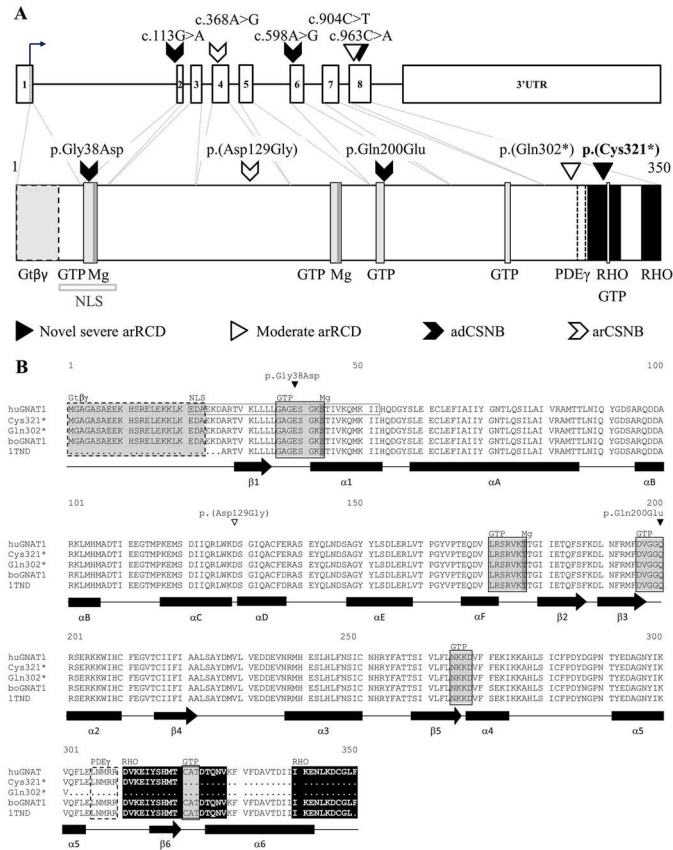 A
c.113G>A
c.368A>G
c.598A>G
c.904C>T
c.963C>A
1 2 3 4 5 6 7 8 3'UTR
p.Gly38Asp p.(Asp129Gly) p.Gln200Glu p.(Gln302*) p.(Cys321*)
1 350
Gtβγ GTP Mg GTP Mg GTP GTP PDEγ RHO RHO
NLS GTP
Novel severe arRCD Moderate arRCD adCSNB arCSNB
B
1 50 100
p.Gly38Asp
Gtβγ NLS GTP Mg
huGNAT1 MGAGASAEEK HSRELEKKLK EDAEKDARTV KLLLLGAGES GKSTIVKQMK IIHQDGYSLE ECLEFIAIIY GNTLQSILAI VRAMTTLNIQ YGDSARQDDA
Cys321* MGAGASAEEK HSRELEKKLK EDAEKDARTV KLLLLGAGES GKSTIVKQMK IIHQDGYSLE ECLEFIAIIY GNTLQSILAI VRAMTTLNIQ YGDSARQDDA
Gln302* MGAGASAEEK HSRELEKKLK EDAEKDARTV KLLLLGAGES GKSTIVKQMK IIHQDGYSLE ECLEFIAIIY GNTLQSILAI VRAMTTLNIQ YGDSARQDDA
boGNAT1 MGAGASAEEK HSRELEKKLK EDAEKDARTV KLLLLGAGES GKSTIVKQMK IIHQDGYSLE ECLEFIAIIY GNTLQSILAI VRAMTTLNIQ YGDSARQDDA
1TND .......... .......... ......ARTV KLLLLGAGES GKSTIVKQMK IIHQDGYSLE ECLEFIAIIY GNTLQSILAI VRAMTTLNIQ YGDSARQDDA
β1 α1 αA αB
101 150 200
p.(Asp129Gly) p.Gln200Glu
GTP Mg GTP
huGNAT1 RKLMHMADTI EEGTMPKEMS DIIQRLWKDS GIQACFERAS EYQLNDSAGY YLSDLERLVT PGYVPTEQDV LRSRVKTTGI IETQFSFKDL NFRMFDVGGQ
Cys321* RKLMHMADTI EEGTMPKEMS DIIQRLWKDS GIQACFERAS EYQLNDSAGY YLSDLERLVT PGYVPTEQDV LRSRVKTTGI IETQFSFKDL NFRMFDVGGQ
Gln302* RKLMHMADTI EEGTMPKEMS DIIQRLWKDS GIQACFERAS EYQLNDSAGY YLSDLERLVT PGYVPTEQDV LRSRVKTTGI IETQFSFKDL NFRMFDVGGQ
boGNAT1 RKLMHMADTI EEGTMPKEMS DIIQRLWKDS GIQACFDRAS EYQLNDSAGY YLSDLERLVT PGYVPTEQDV LRSRVKTTGI IETQFSFKDL NFRMFDVGGQ
1TND RKLMHMADTI EEGTMPKEMS DIIQRLWKDS GIQACFERAS EYQLNDSAGY YLSDLERLVT PGYVPTEQDV LRSRVKTTGI IETQFSFKDL NFRMFDVGGQ
αB αC αD αE αF β2 β3
201 250 300
GTP
huGNAT1 RSERKKWIHC FEGVTCIIFI AALSAYDMVL VEDDEVNRMH ESLHLFNSIC NHRYFATTSI VLFLNKKDVF FEKIKKAHLS ICFPDYDGPN TYEDAGNYIK
Cys321* RSERKKWIHC FEGVTCIIFI AALSAYDMVL VEDDEVNRMH ESLHLFNSIC NHRYFATTSI VLFLNKKDVF FEKIKKAHLS ICFPDYDGPN TYEDAGNYIK
Gln302* RSERKKWIHC FEGVTCIIFI AALSAYDMVL VEDDEVNRMH ESLHLFNSIC NHRYFATTSI VLFLNKKDVF FEKIKKAHLS ICFPDYDGPN TYEDAGNYIK
boGNAT1 RSERKKWIHC FEGVTCIIFI AALSAYDMVL VEDDEVNRMH ESLHLFNSIC NHRYFATTSI VLFLNKKDVF FEKIKKAHLS ICFPDYDGPN TYEDAGNYIK
1TND RSERKKWIHC FEGVTCIIFI AALSAYDMVL VEDDEVNRMH ESLHLFNSIC NHRYFATTSI VLFLNKKDVF FEKIKKAHLS ICFPDYDGPN TYEDAGNYIK
α2 β4 α3 β5 α4 α5
301 350
PDEγ RHO GTP RHO
huGNAT VQFLELNMRR DVKEIYSHMT CATDTQNVKF VFDAVTDIII KENLKDCGLF
Cys321* VQFLELNMRR DVKEIYSHMT .......... .......... ..........
Gln302* V......... .......... .......... .......... ..........
boGNAT1 VQFLELNMRR DVKEIYSHMT CATDTQNVKF VFDAVTDIII KENLKDCGLF
1TND VQFLELNMRR DVKEIYSHMT CATDTQNVKF VFDAVTDIII KENLKDCGLF
α5 β6 α6